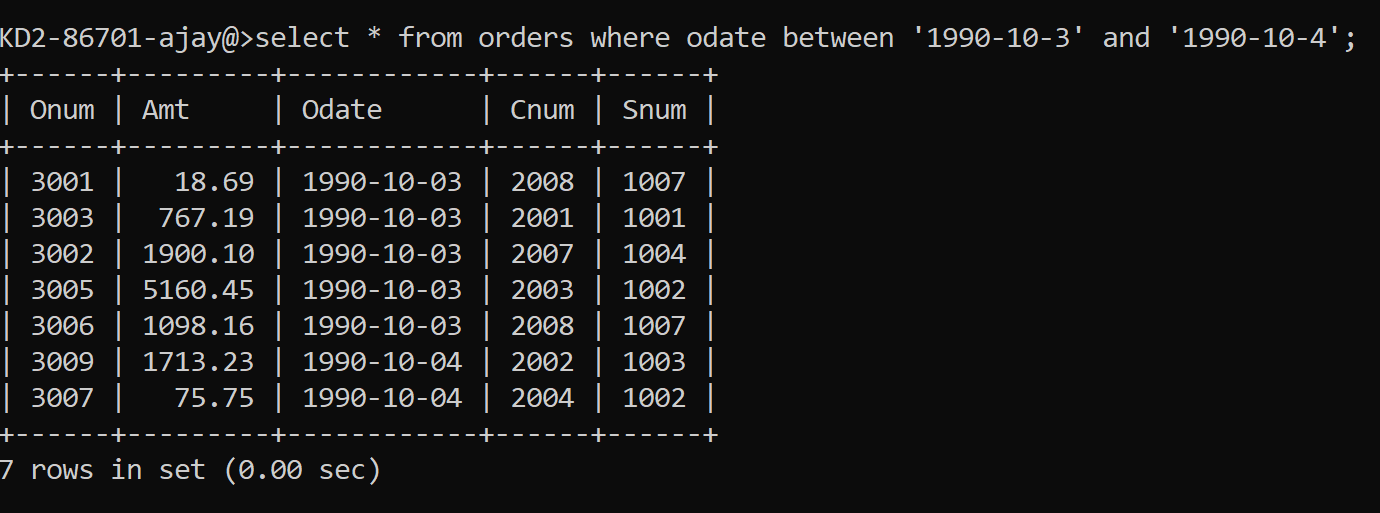 KD2-86701-ajay@>select * from orders where odate between '1990-10-3' and '1990-10-4';
+------+---------+------------+------+------+
| Onum | Amt     | Odate      | Cnum | Snum |
+------+---------+------------+------+------+
| 3001 |   18.69 | 1990-10-03 | 2008 | 1007 |
| 3003 |  767.19 | 1990-10-03 | 2001 | 1001 |
| 3002 | 1900.10 | 1990-10-03 | 2007 | 1004 |
| 3005 | 5160.45 | 1990-10-03 | 2003 | 1002 |
| 3006 | 1098.16 | 1990-10-03 | 2008 | 1007 |
| 3009 | 1713.23 | 1990-10-04 | 2002 | 1003 |
| 3007 |   75.75 | 1990-10-04 | 2004 | 1002 |
+------+---------+------------+------+------+
7 rows in set (0.00 sec)